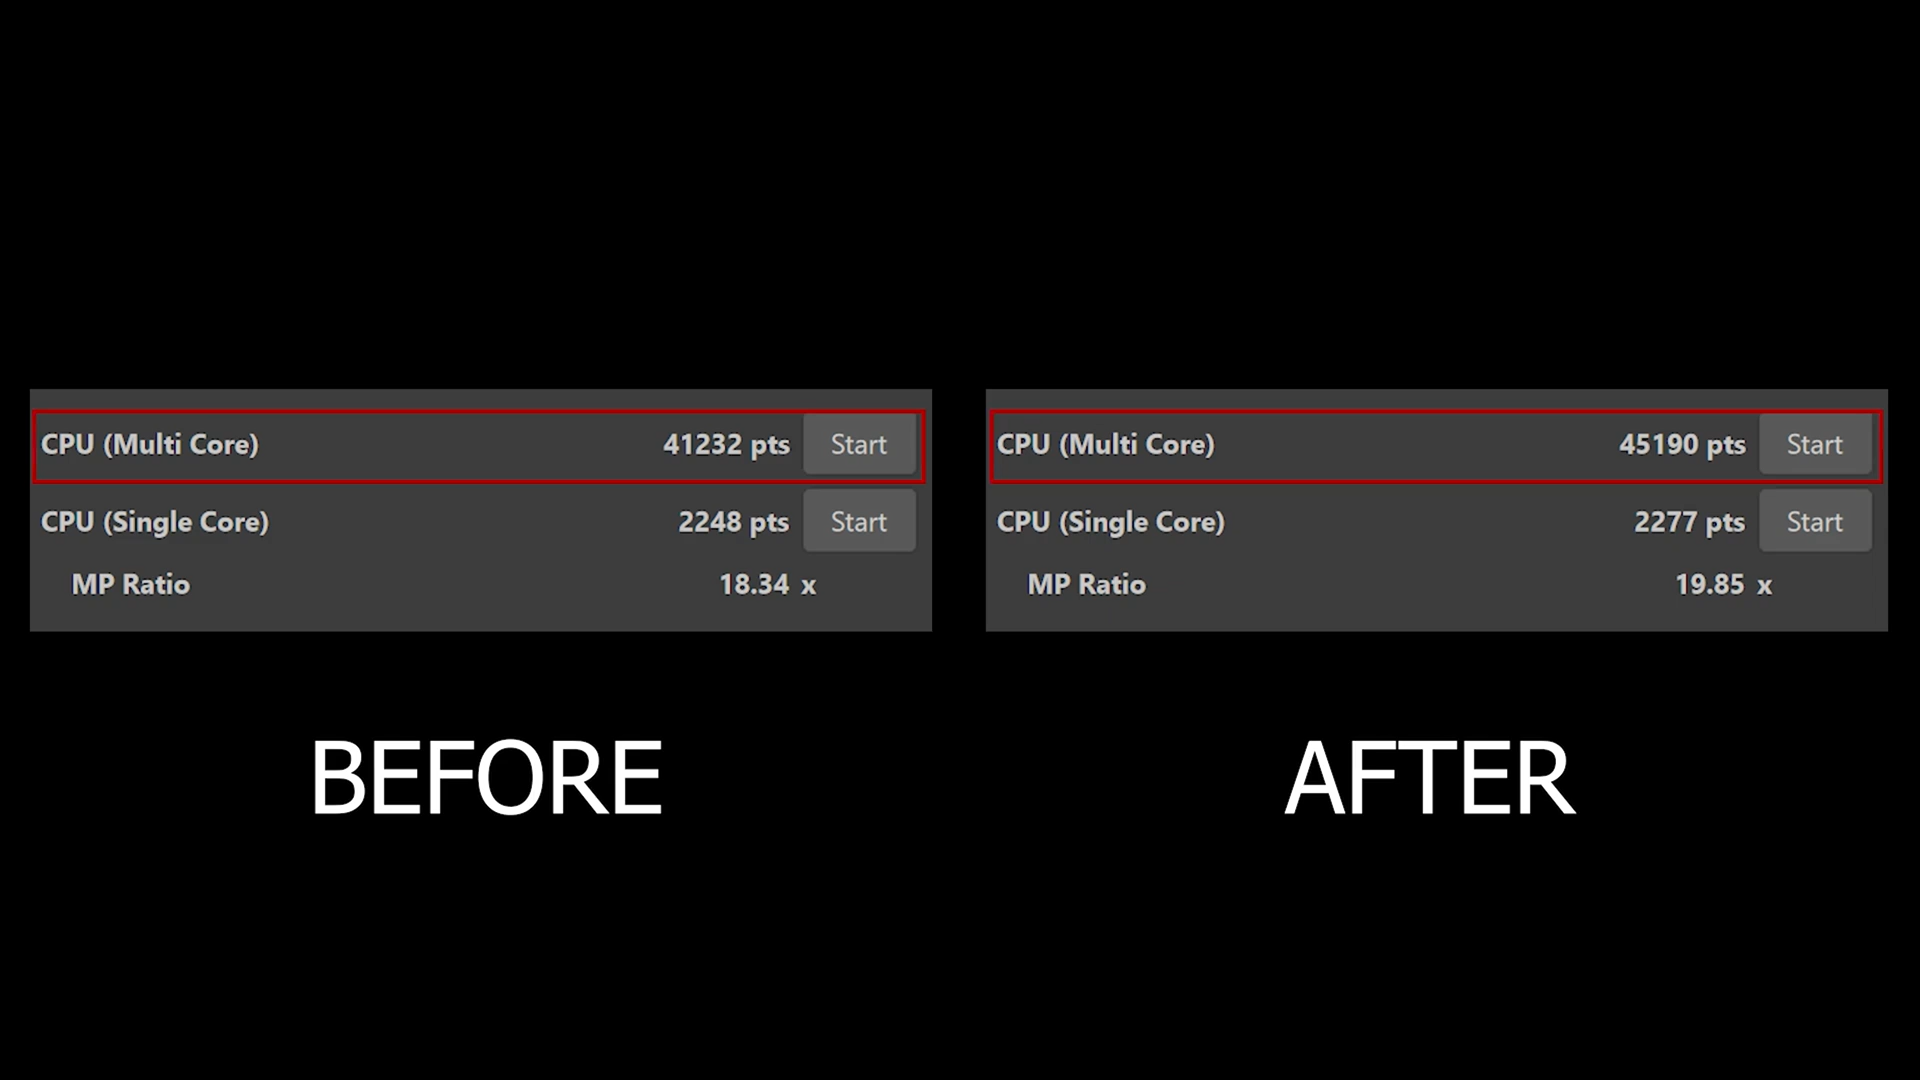 CPU (Multi Core) 41232 pts Start
CPU (Single Core) 2248 pts Start
MP Ratio 18.34 x
BEFORE
CPU (Multi Core) 45190 pts Start
CPU (Single Core) 2277 pts Start
MP Ratio 19.85 x
AFTER